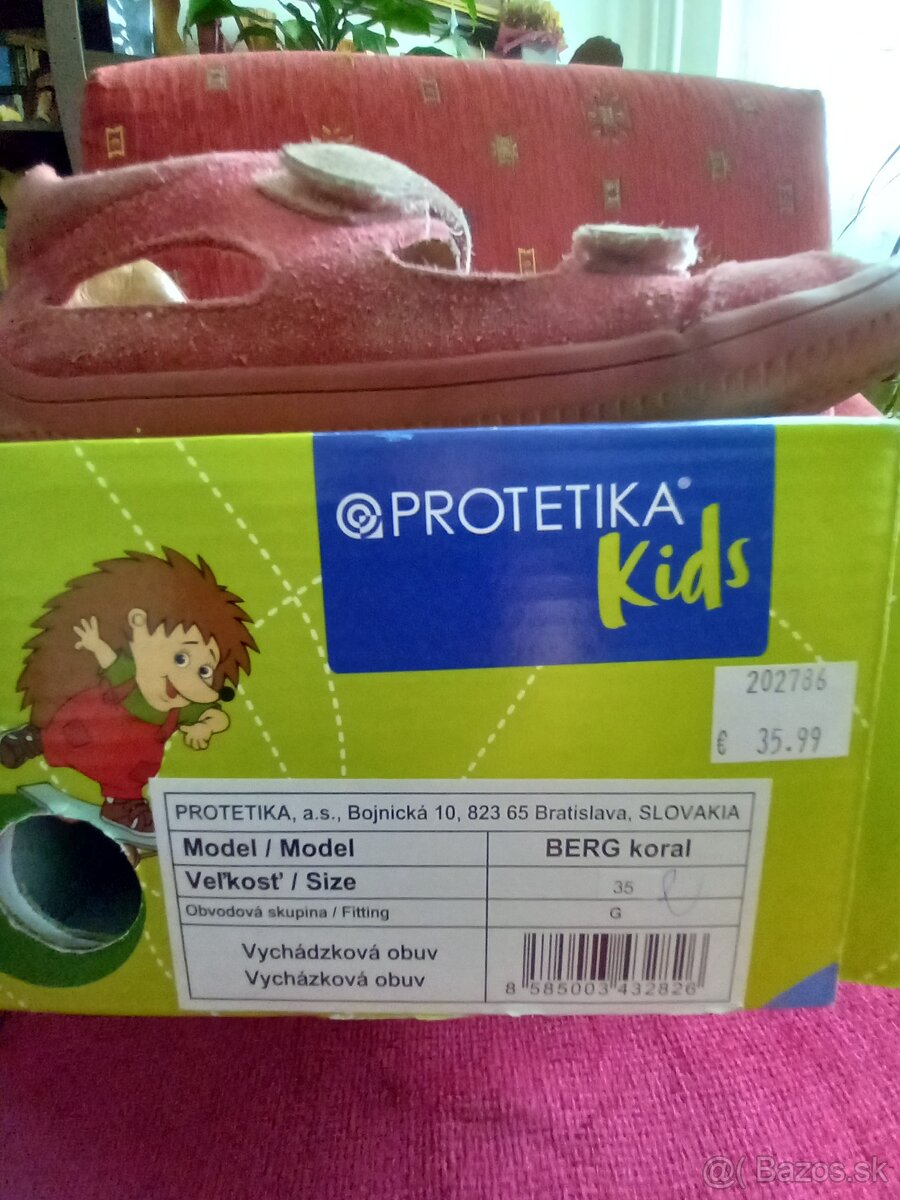 PROTETIKA®
Kids
202786
€ 35.99
PROTETIKA, a.s., Bojnická 10, 823 65 Bratislava, SLOVAKIA
Model / Model BERG koral
Veľkosť / Size 35
Obvodová skupina / Fitting G
Vychádzková obuv
Vycházková obuv
8 585003 432826
@( Bazos.sk